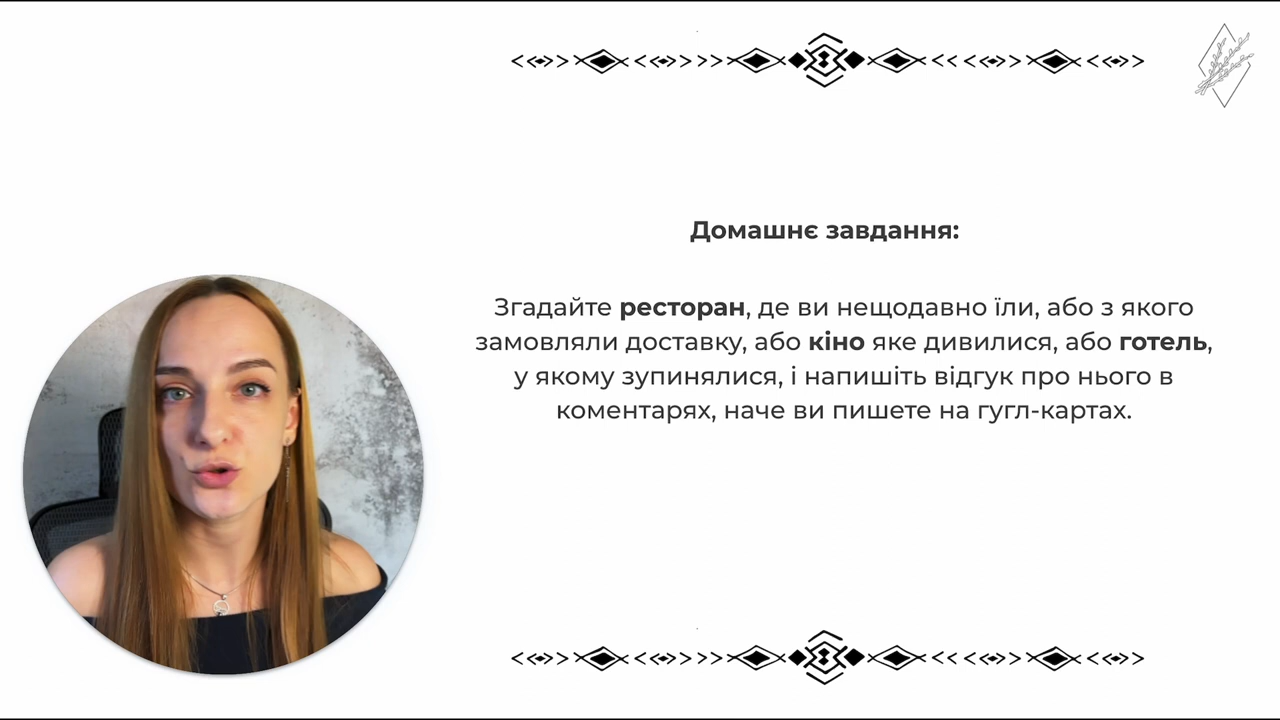 Домашнє завдання:
Згадайте ресторан, де ви нещодавно їли, або з якого
замовляли доставку, або кіно яке дивилися, або готель,
у якому зупинялися, і напишіть відгук про нього в
коментарях, наче ви пишете на гугл-картах.